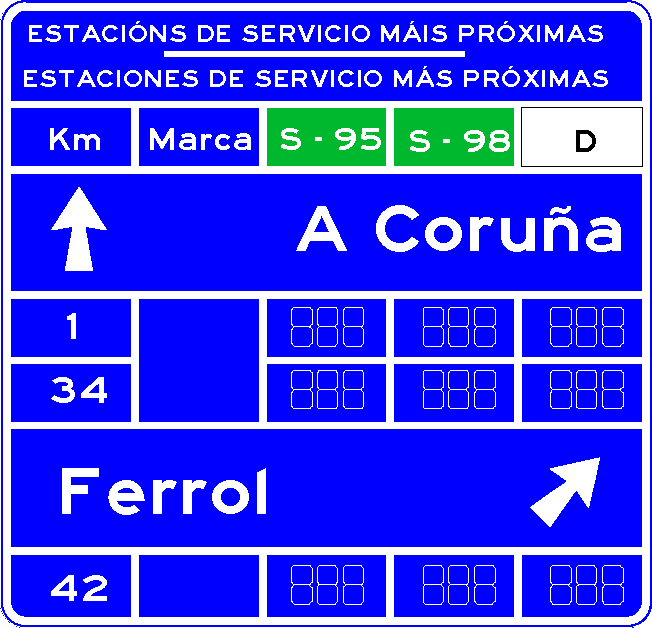 ESTACIÓNS DE SERVICIO MÁIS PRÓXIMAS
ESTACIONES DE SERVICIO MÁS PRÓXIMAS
Km Marca S - 95 S - 98 D
A Coruña
1
34
Ferrol
42